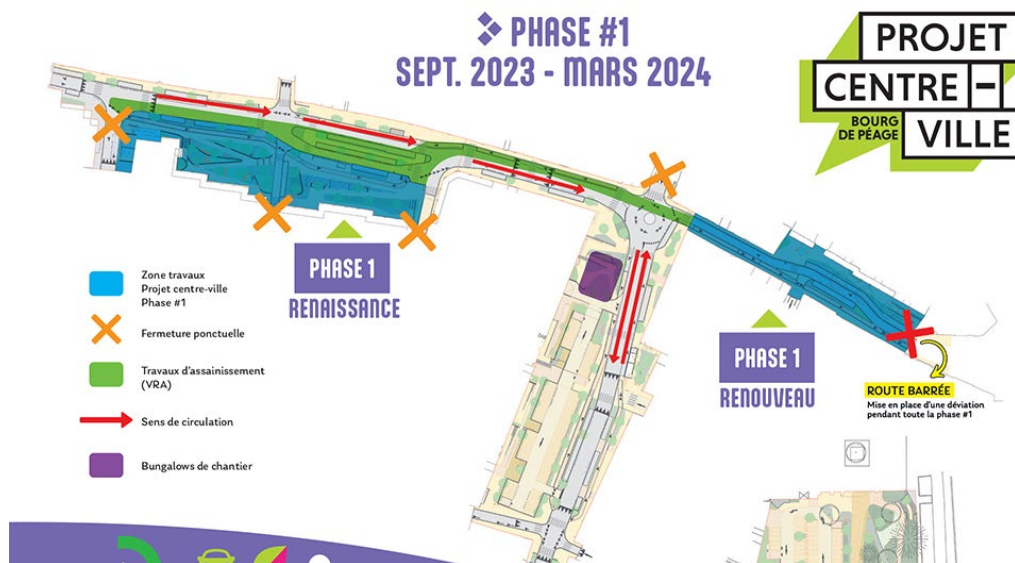 PHASE #1
SEPT. 2023 - MARS 2024
PROJET
CENTRE-
BOURG
DE PÉAGE
VILLE
PHASE 1
RENAISSANCE
Zone travaux
Projet centre-ville
Phase #1
Fermeture ponctuelle
Travaux d'assainissement
(VRA)
Sens de circulation
Bungalows de chantier
PHASE 1
RENOUVEAU
ROUTE BARRÉE
Mise en place d'une déviation
pendant toute la phase #1